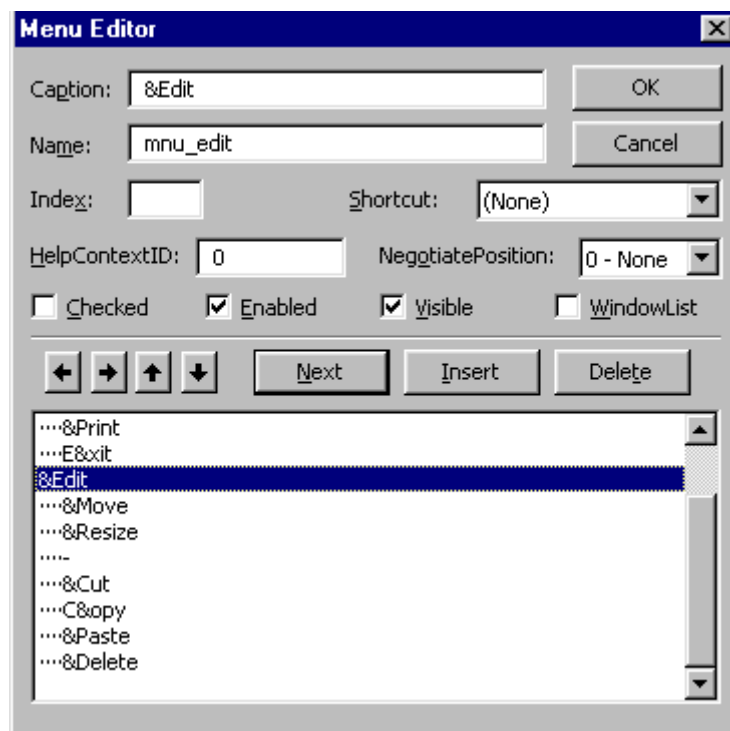 Menu Editor
Caption: &Edit OK
Name: mnu_edit Cancel
Index: Shortcut: (None)
HelpContextID: 0 NegotiatePosition: 0 - None
Checked Enabled Visible WindowList
Next Insert Delete
····&Print
····E&xit
&Edit
····&Move
····&Resize
····-
····&Cut
····C&opy
····&Paste
····&Delete